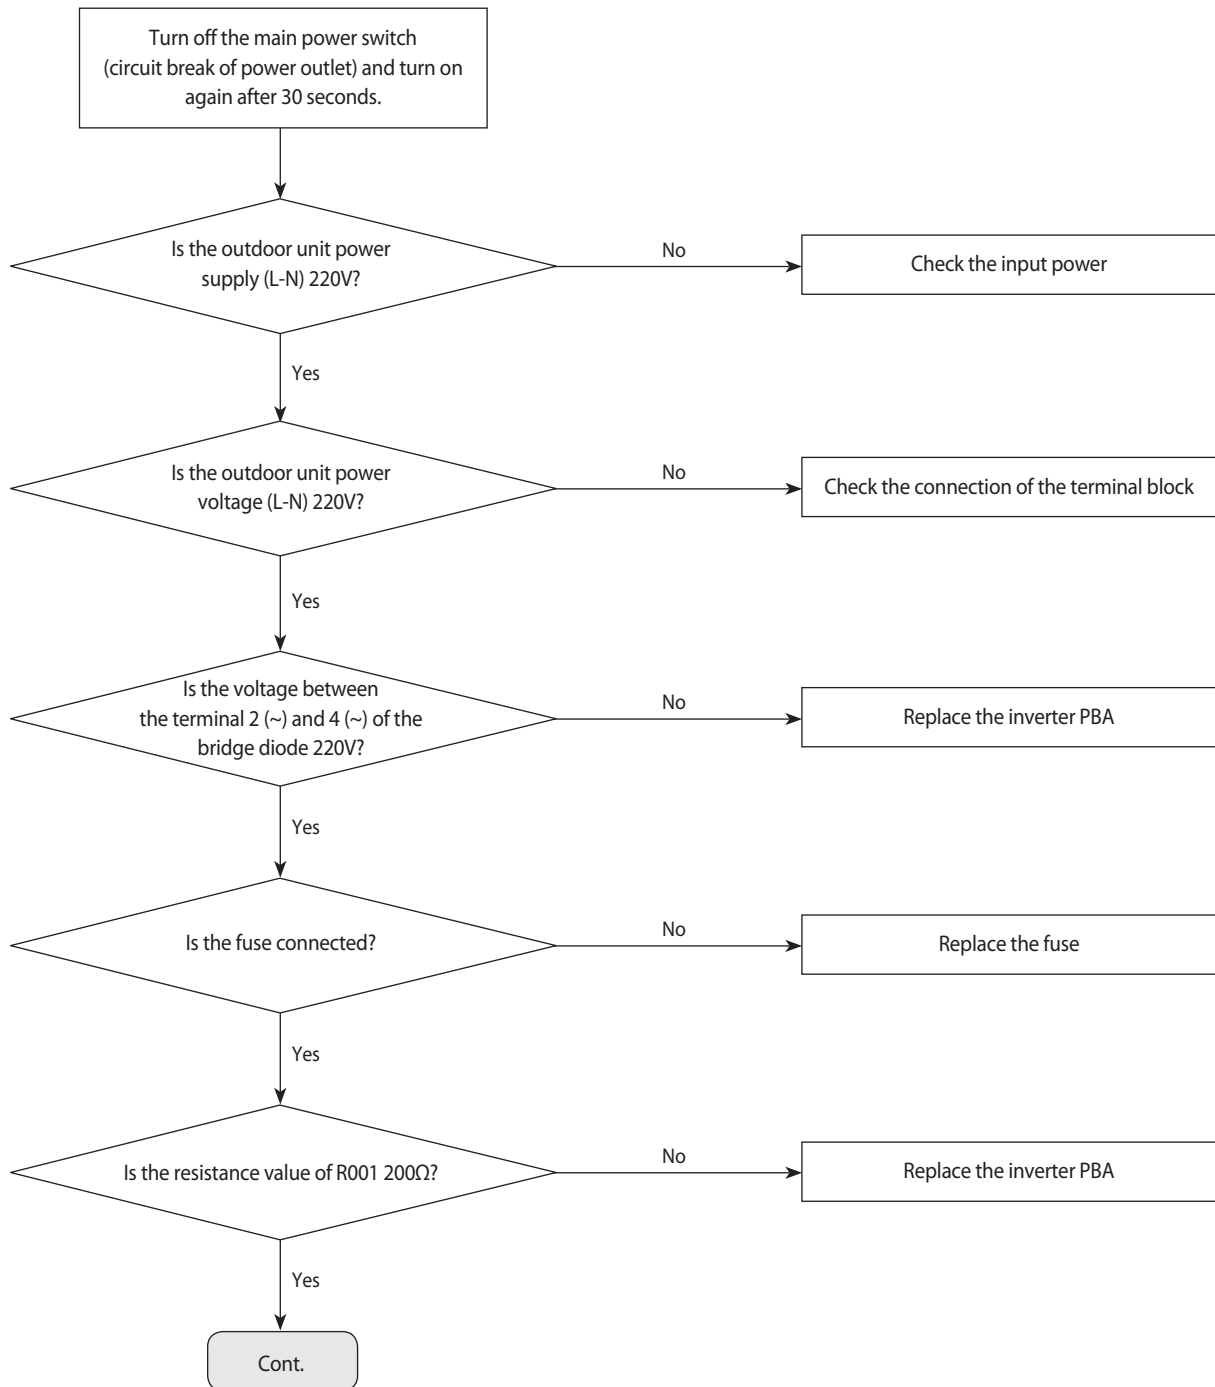 Turn off the main power switch
(circuit break of power outlet) and turn on
again after 30 seconds.
Is the outdoor unit power
supply (L-N) 220V?
No
Check the input power
Yes
Is the outdoor unit power
voltage (L-N) 220V?
No
Check the connection of the terminal block
Yes
Is the voltage between
the terminal 2 (~) and 4 (~) of the
bridge diode 220V?
No
Replace the inverter PBA
Yes
Is the fuse connected?
No
Replace the fuse
Yes
Is the resistance value of R001 200Ω?
No
Replace the inverter PBA
Yes
Cont.